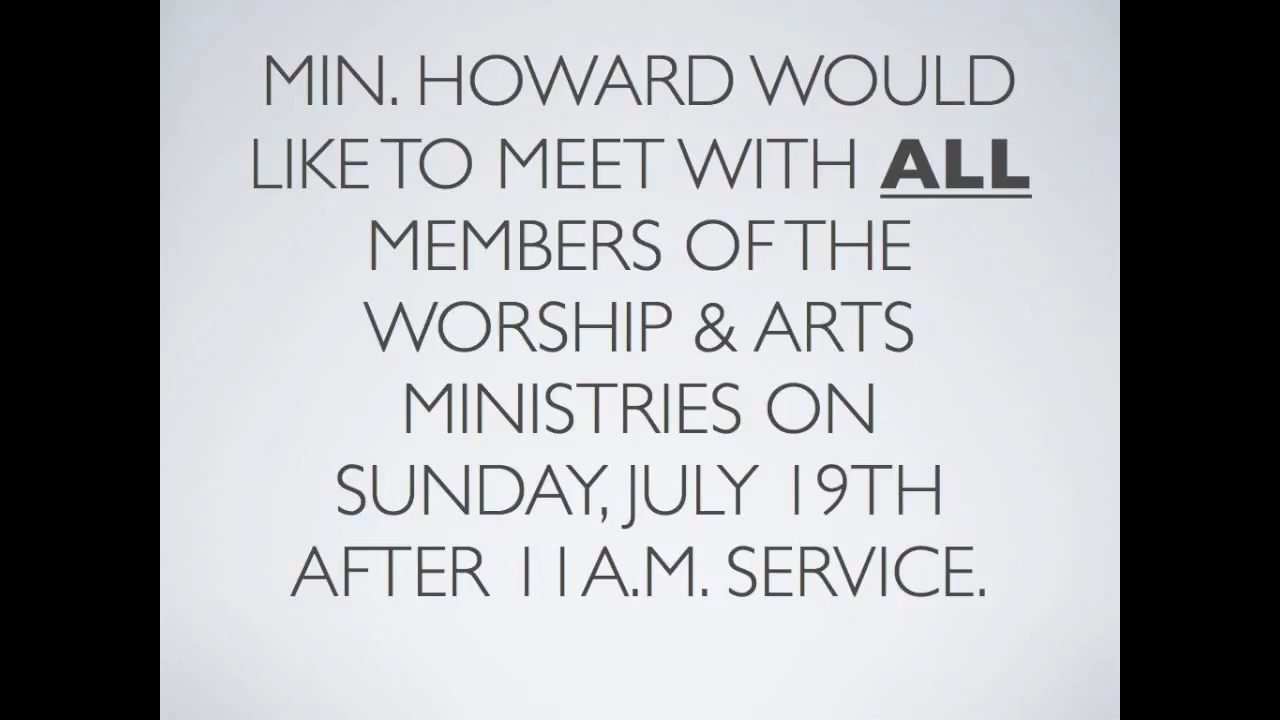 MIN. HOWARD WOULD
LIKE TO MEET WITH ALL
MEMBERS OF THE
WORSHIP & ARTS
MINISTRIES ON
SUNDAY, JULY 19TH
AFTER 11A.M. SERVICE.